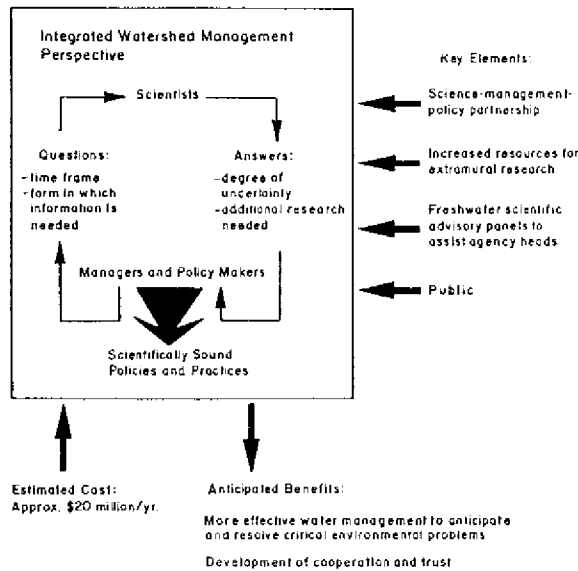 Integrated Watershed Management
Perspective
Scientists
Questions:
-time frame
-form in which
information is
needed
Answers:
-degree of
uncertainty
-additional research
needed
Managers and Policy Makers
Scientifically Sound
Policies and Practices
Key Elements:
Science-management-
policy partnership
Increased resources for
extramural research
Freshwater scientific
advisory panels to
assist agency heads
Public
Estimated Cost:
Approx. $20 million/yr.
Anticipated Benefits:
More effective water management to anticipate
and resolve critical environmental problems
Development of cooperation and trust